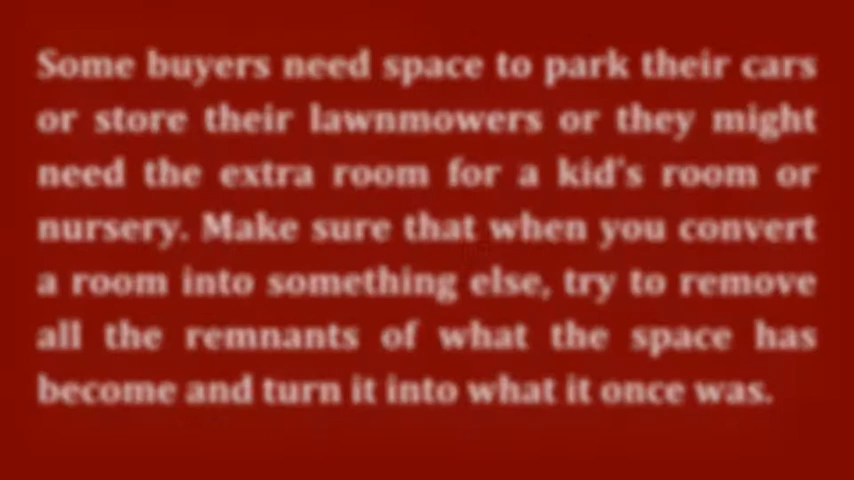 Some buyers need space to park their cars
or store their lawnmowers or they might
need the extra room for a kid's room or
nursery. Make sure that when you convert
a room into something else, try to remove
all the remnants of what the space has
become and turn it into what it once was.